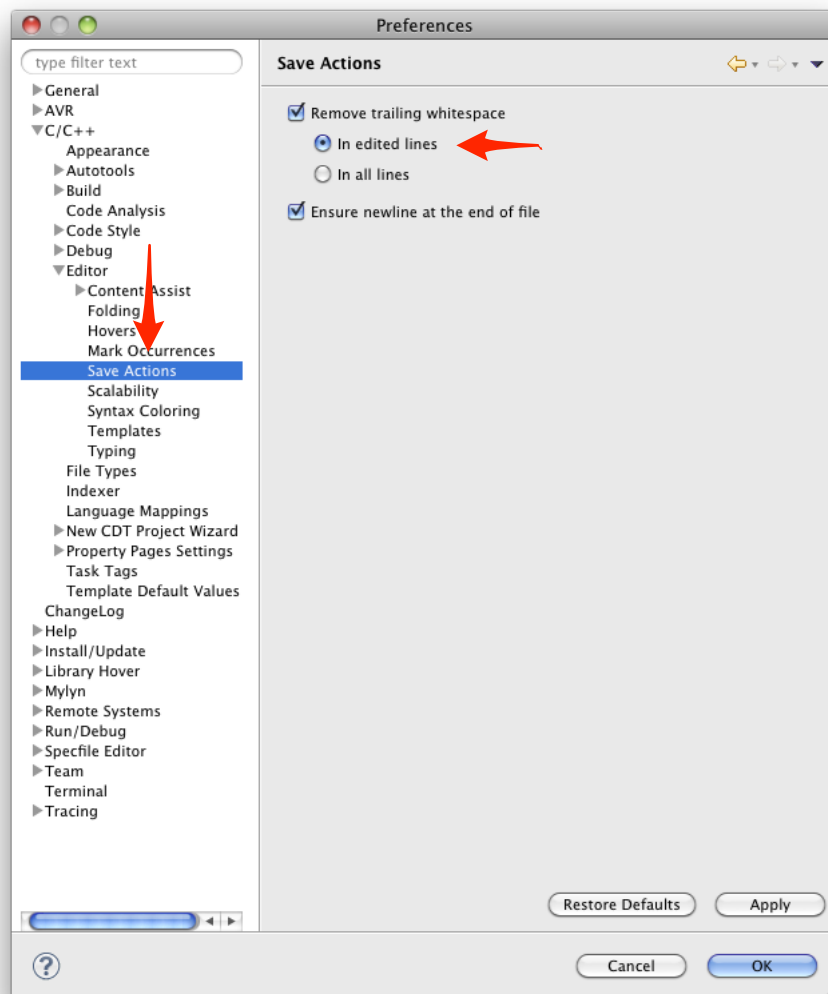 Preferences
type filter text
General
AVR
C/C++
Appearance
Autotools
Build
Code Analysis
Code Style
Debug
Editor
Content Assist
Folding
Hovers
Mark Occurrences
Save Actions
Scalability
Syntax Coloring
Templates
Typing
File Types
Indexer
Language Mappings
New CDT Project Wizard
Property Pages Settings
Task Tags
Template Default Values
ChangeLog
Help
Install/Update
Library Hover
Mylyn
Remote Systems
Run/Debug
Specfile Editor
Team
Terminal
Tracing
Save Actions
Remove trailing whitespace
In edited lines
In all lines
Ensure newline at the end of file
Restore Defaults
Apply
?
Cancel
OK